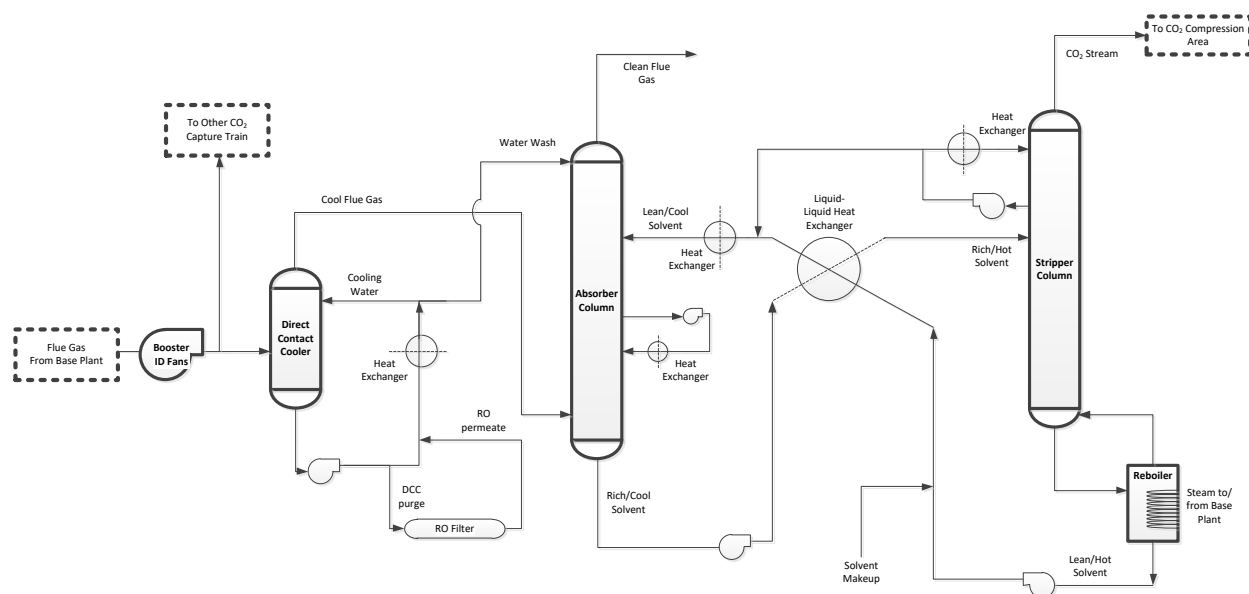 To CO₂ Compression
Area
CO₂ Stream
Clean Flue
Gas
To Other CO₂
Capture Train
Heat
Exchanger
Water Wash
Cool Flue Gas
Lean/Cool
Solvent
Liquid-
Liquid Heat
Exchanger
Heat
Exchanger
Rich/Hot
Solvent
Stripper
Column
Cooling
Water
Absorber
Column
Direct
Contact
Cooler
Flue Gas
From Base Plant
Booster
ID Fans
Heat
Exchanger
Heat
Exchanger
RO
permeate
DCC
purge
RO Filter
Rich/Cool
Solvent
Reboiler
Steam to/
from Base
Plant
Solvent
Makeup
Lean/Hot
Solvent